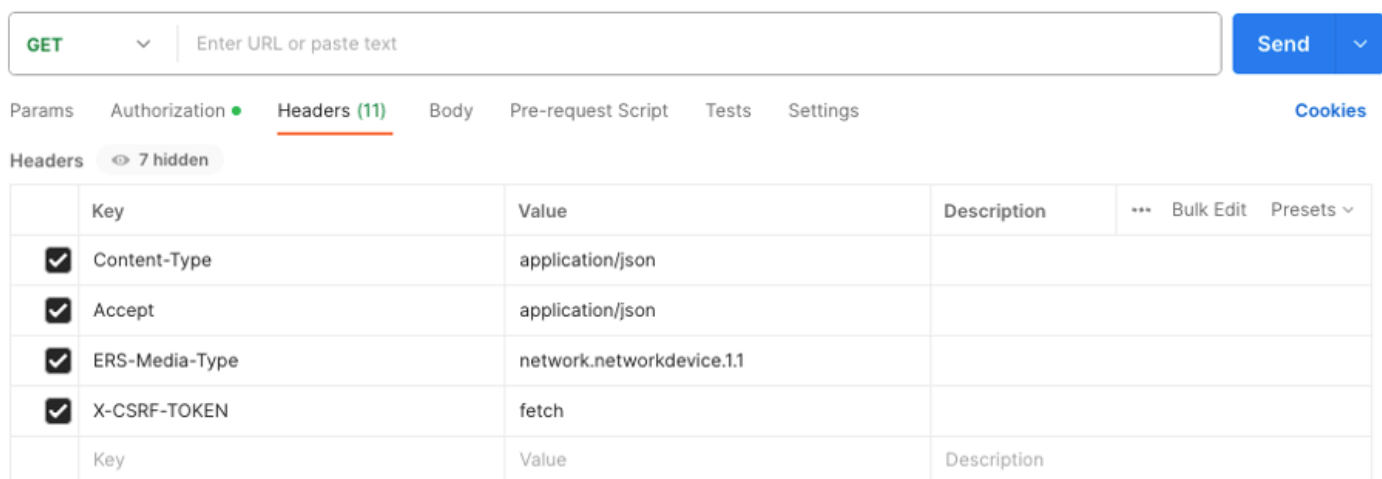 GET Enter URL or paste text Send
Params Authorization Headers (11) Body Pre-request Script Tests Settings Cookies
Headers 7 hidden
Key Value Description ••• Bulk Edit Presets
Content-Type application/json
Accept application/json
ERS-Media-Type network.networkdevice.1.1
X-CSRF-TOKEN fetch
Key Value Description